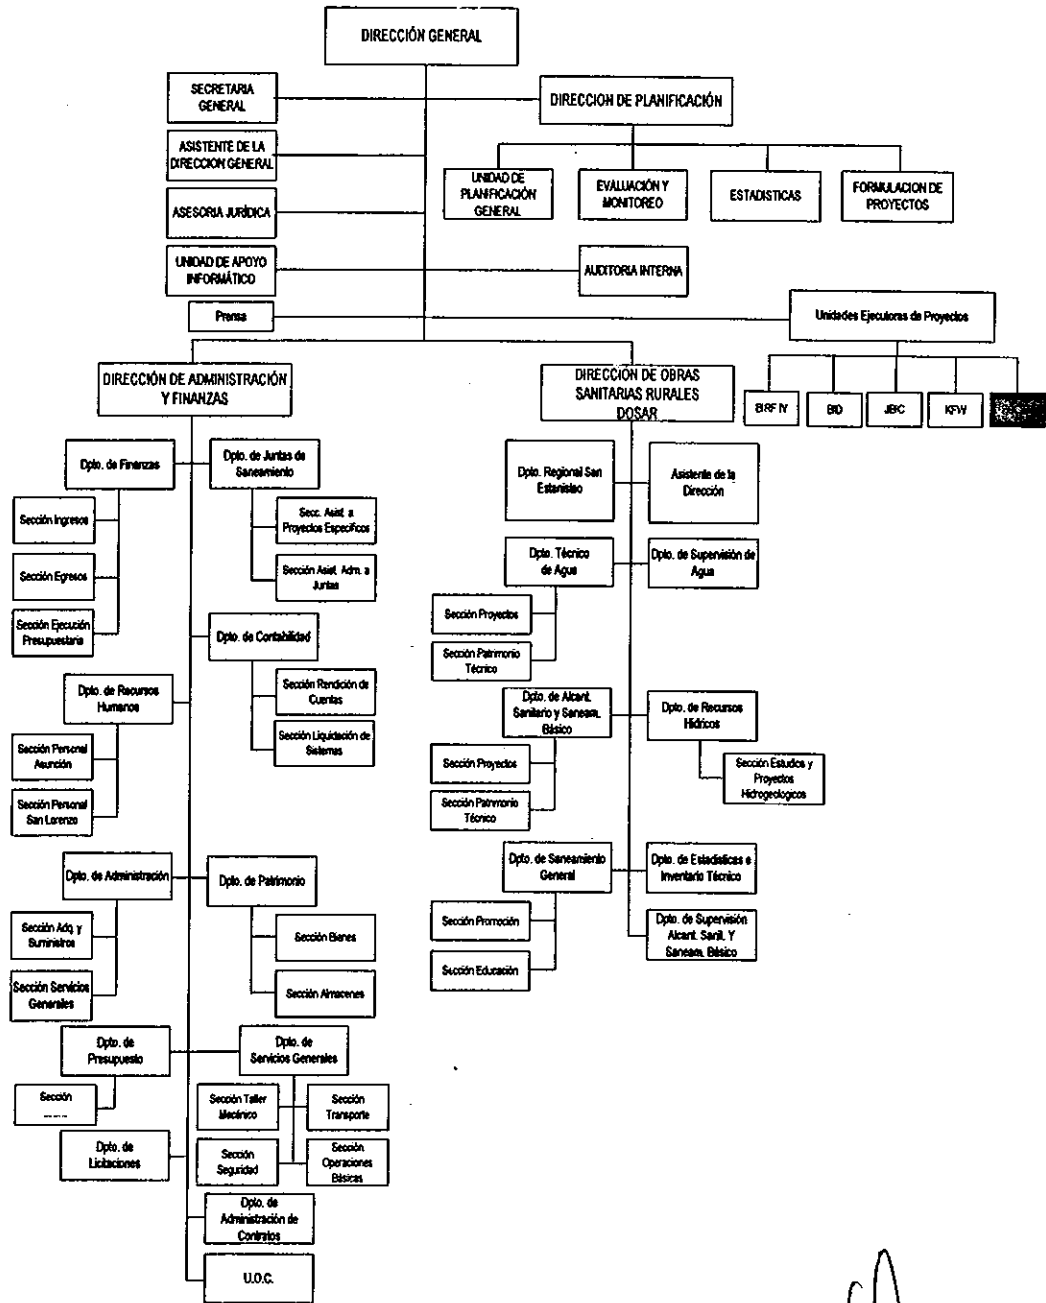 DIRECCIÓN GENERAL
SECRETARIA
GENERAL
DIRECCION DE PLANIFICACIÓN
ASISTENTE DE LA
DIRECCION GENERAL
UNIDAD DE
PLANIFICACIÓN
GENERAL
EVALUACIÓN Y
MONITOREO
ESTADISTICAS
FORMULACION DE
PROYECTOS
ASESORIA JURÍDICA
UNIDAD DE APOYO
INFORMÁTICO
AUDITORIA INTERNA
Prensa
Unidades Ejecutoras de Proyectos
DIRECCIÓN DE ADMINISTRACIÓN
Y FINANZAS
DIRECCIÓN DE OBRAS
SANITARIAS RURALES
DOSAR
BIRF IV
BID
JBIC
KFW
Dpto. de Finanzas
Dpto. de Juntas de
Saneamiento
Sección Ingresos
Secc. Asist. a
Proyectos Específicos
Sección Egresos
Sección Asist. Adm. a
Juntas
Sección Ejecución
Presupuestaria
Dpto. de Contabilidad
Sección Rendición de
Cuentas
Dpto. de Recursos
Humanos
Sección Liquidación de
Sistemas
Sección Personal
Asunción
Sección Personal
San Lorenzo
Dpto. de Administración
Dpto. de Patrimonio
Sección Adq. y
Suministros
Sección Bienes
Sección Servicios
Generales
Sección Almacenes
Dpto. de
Presupuesto
Dpto. de
Servicios Generales
Sección
Sección Taller
Mecánico
Sección
Transporte
Dpto. de
Licitaciones
Sección
Seguridad
Sección
Operaciones
Básicas
Dpto. de
Administración de
Contratos
U.O.C.
Dpto. Regional San
Estanislao
Asistente de la
Dirección
Dpto. Técnico
de Agua
Dpto. de Supervisión de
Agua
Sección Proyectos
Sección Patrimonio
Técnico
Dpto. de Alcant.
Sanitario y Saneam.
Básico
Dpto. de Recursos
Hídricos
Sección Proyectos
Sección Estudios y
Proyectos
Hidrogeologicos
Sección Patrimonio
Técnico
Dpto. de Saneamiento
General
Dpto. de Estadísticas e
Inventario Técnico
Sección Promoción
Dpto. de Supervisión
Alcant. Sanit. Y
Saneam. Básico
Sección Educación